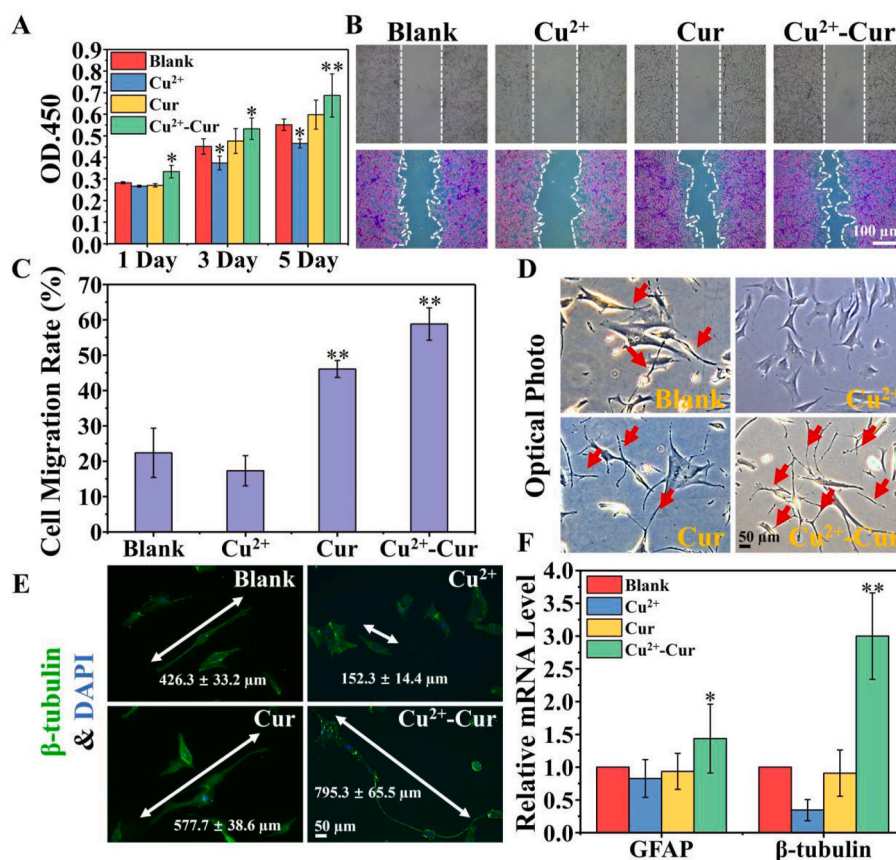 A
OD.450
0.9
0.8
0.7
0.6
0.5
0.4
0.3
0.2
0.1
0.0
Blank
Cu²⁺
Cur
Cu²⁺-Cur
*
*
*
*
**
1 Day 3 Day 5 Day
B
Blank Cu²⁺ Cur Cu²⁺-Cur
100 µm
C
Cell Migration Rate (%)
70
60
50
40
30
20
10
0
**
**
Blank Cu²⁺ Cur Cu²⁺-Cur
D
Optical Photo
Blank Cu²⁺
Cur Cu²⁺-Cur
50 µm
E
β-tubulin
& DAPI
Blank
426.3 ± 33.2 µm
Cu²⁺
152.3 ± 14.4 µm
Cur
577.7 ± 38.6 µm
Cu²⁺-Cur
795.3 ± 65.5 µm
50 µm
F
Relative mRNA Level
4.0
3.5
3.0
2.5
2.0
1.5
1.0
0.5
0.0
Blank
Cu²⁺
Cur
Cu²⁺-Cur
*
**
GFAP β-tubulin